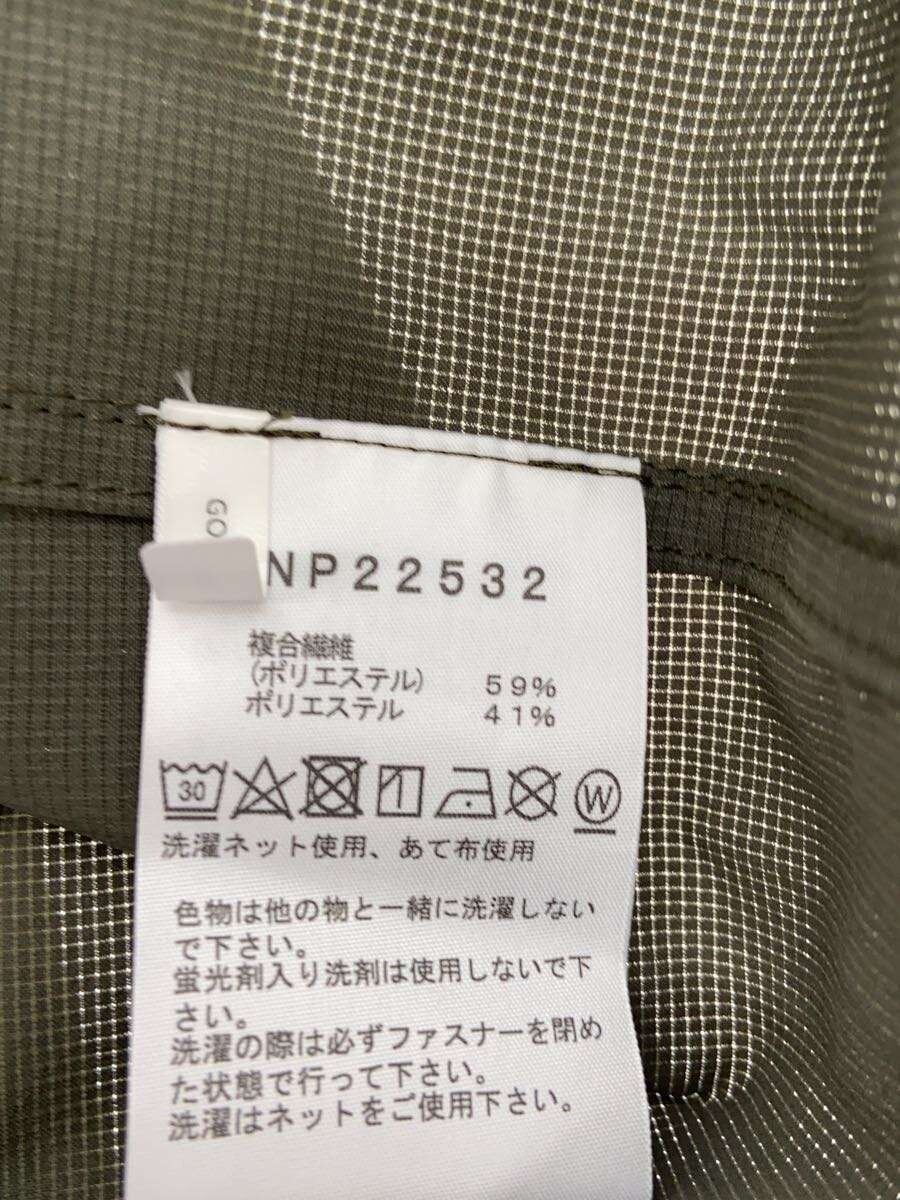 GO
NP22532
複合繊維
(ポリエステル) 59%
ポリエステル 41%
30
W
洗濯ネット使用、あて布使用
色物は他の物と一緒に洗濯しない
で下さい。
蛍光剤入り洗剤は使用しないで下
さい。
洗濯の際は必ずファスナーを閉め
た状態で行って下さい。
洗濯はネットをご使用下さい。